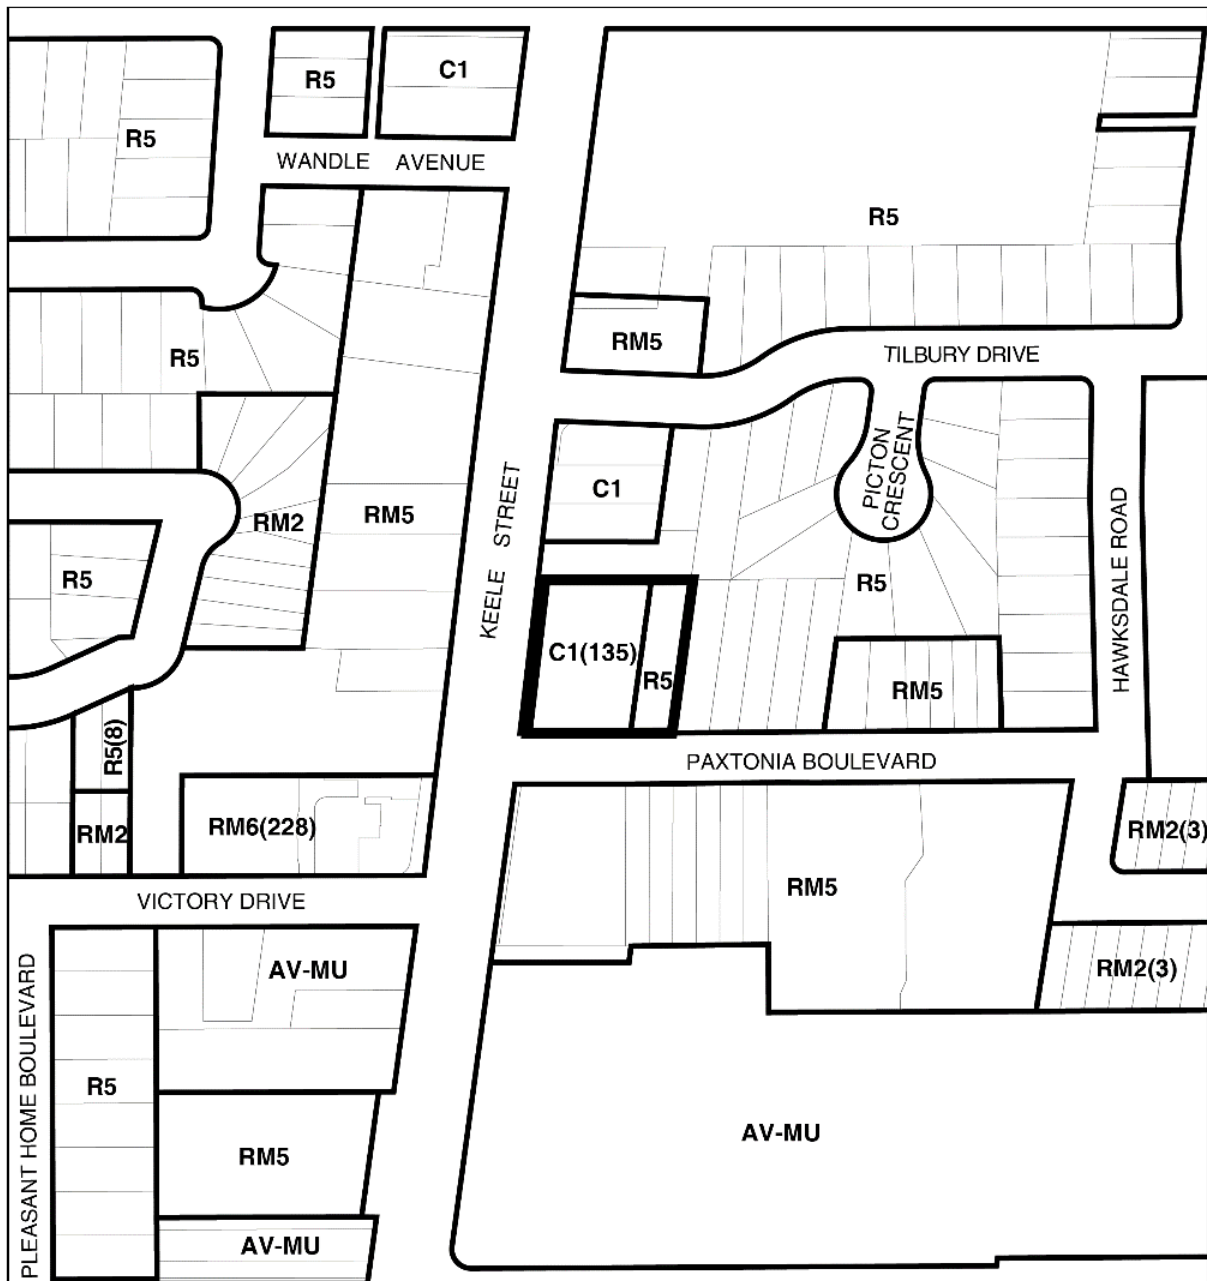 R5
C1
R5
WANDLE AVENUE
R5
RM5
TILBURY DRIVE
R5
PICTON
CRESCENT
C1
KEELE STREET
RM2
RM5
HAWKSDALE ROAD
R5
R5
C1(135)
R5
RM5
R5(8)
PAXTONIA BOULEVARD
RM2
RM6(228)
RM2(3)
RM5
VICTORY DRIVE
AV-MU
RM2(3)
PLEASANT HOME BOULEVARD
R5
AV-MU
RM5
AV-MU